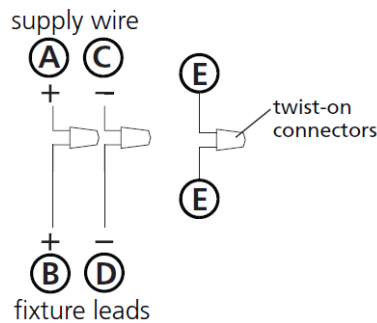 supply wire
A C
+ −
E
twist-on
connectors
E
+ −
B D
fixture leads